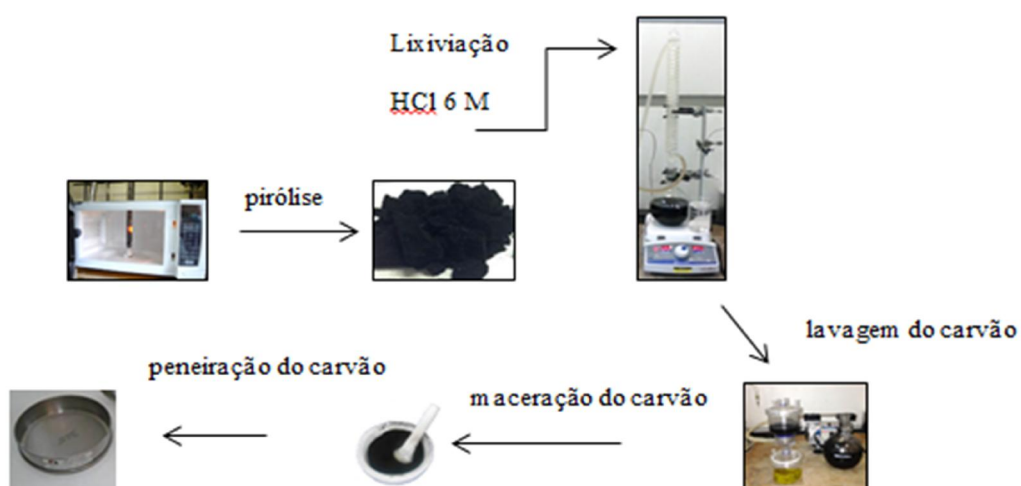 Lixiviação
HCl 6 M
pirólise
lavagem do carvão
maceração do carvão
peneiração do carvão